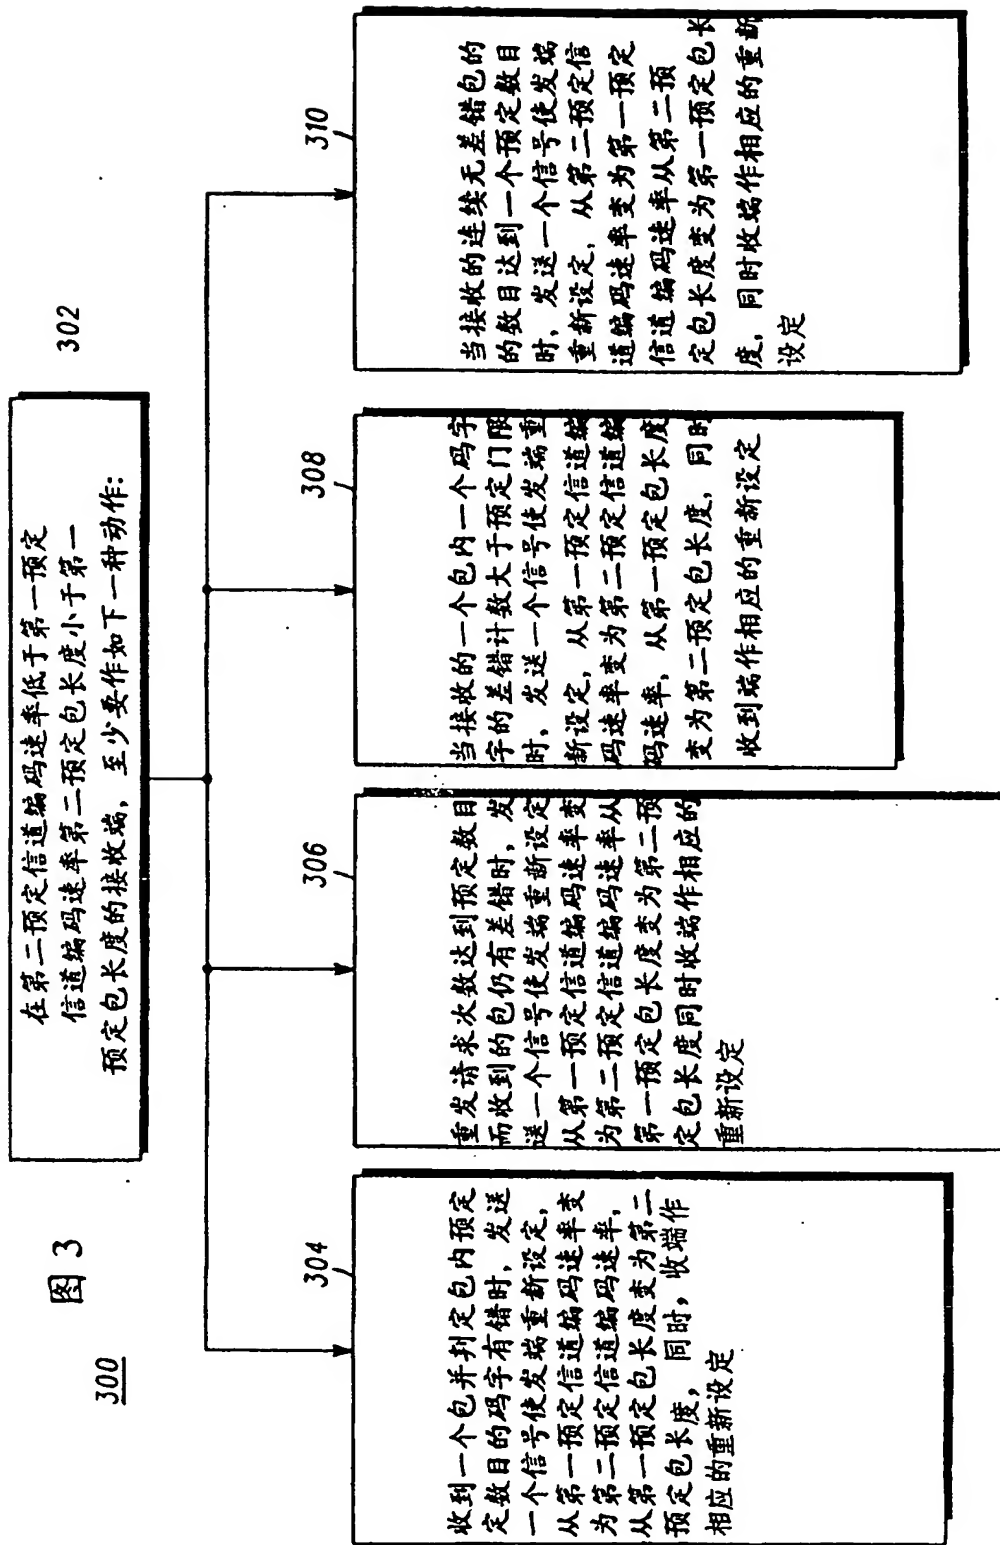 图 3
300
302
在第二预定信道编码速率低于第一预定
信道编码速率第二预定包长度小于第一
预定包长度的接收端，至少要作如下一种动作:
304
收到一个包并判定包内预定
定数目的码字有错时，发送
一个信号使发端重新设定，
从第一预定信道编码速率变
为第二预定信道编码速率，
从第一预定包长度变为第二
预定包长度，同时，收端作
相应的重新设定
306
重发请求次数达到预定数目
而收到的包仍有差错时，发
送一个信号使发端重新设定
从第一预定信道编码速率变
为第二预定信道编码速率从
第一预定包长度变为第二预
定包长度同时收端作相应的
重新设定
308
当接收的一个包内一个码字
字的差错计数大于预定门限
时，发送一个信号使发端重
新设定，从第一预定信道编
码速率变为第二预定信道编
码速率，从第一预定包长度
变为第二预定包长度，同时
收到端作相应的重新设定
310
当接收的连续无差错包的
的数目达到一个预定数目
时，发送一个信号使发端
重新设定，从第二预定信
道编码速率变为第一预定
信道编码速率从第二预
定包长度变为第一预定包长
度，同时收端作相应的重新
设定